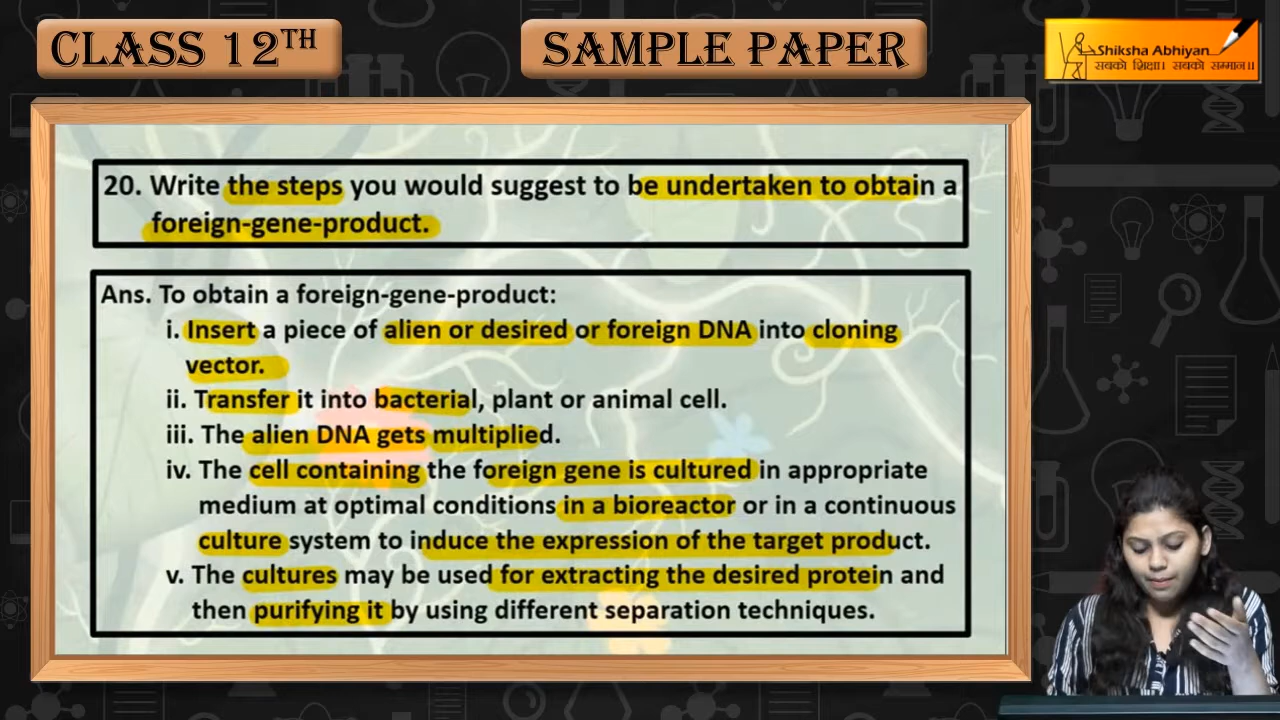 CLASS 12TH
SAMPLE PAPER
Shiksha Abhiyan
सबको शिक्षा। सबको सम्मान।।
20. Write the steps you would suggest to be undertaken to obtain a
foreign-gene-product.
Ans. To obtain a foreign-gene-product:
i. Insert a piece of alien or desired or foreign DNA into cloning
vector.
ii. Transfer it into bacterial, plant or animal cell.
iii. The alien DNA gets multiplied.
iv. The cell containing the foreign gene is cultured in appropriate
medium at optimal conditions in a bioreactor or in a continuous
culture system to induce the expression of the target product.
v. The cultures may be used for extracting the desired protein and
then purifying it by using different separation techniques.